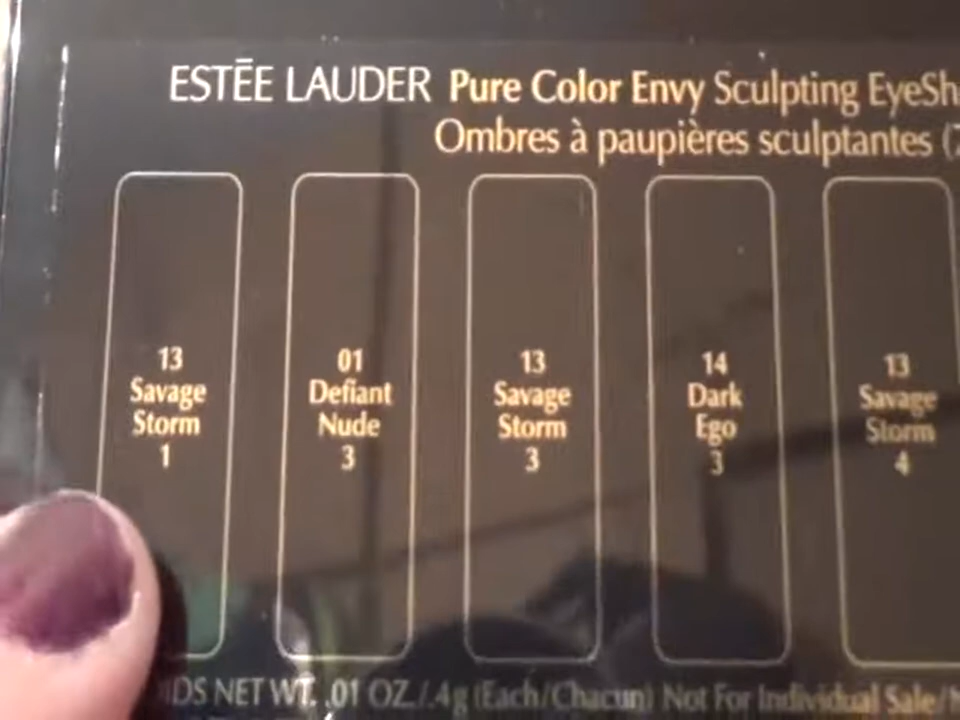 ESTĒE LAUDER Pure Color Envy Sculpting EyeSh
Ombres à paupières sculptantes (7
13
Savage
Storm
1
01
Defiant
Nude
3
13
Savage
Storm
3
14
Dark
Ego
3
13
Savage
Storm
4
NET WT. .01 OZ./.4g (Each/Chacun) Not For Individual Sale/